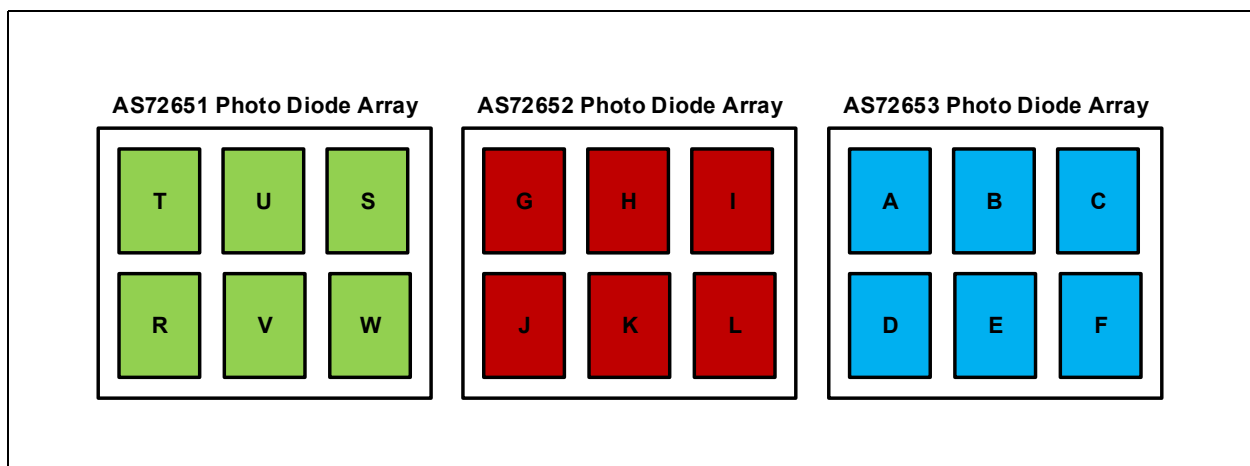 AS72651 Photo Diode Array
T U S
R V W
AS72652 Photo Diode Array
G H I
J K L
AS72653 Photo Diode Array
A B C
D E F